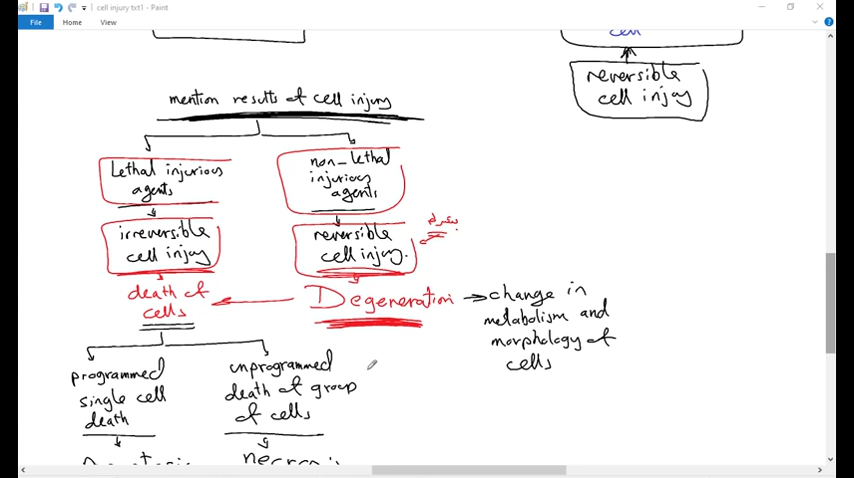 cell injury txt1 - Paint
File Home View
cell
reversible
cell injury
mention results of cell injury
Lethal injurious
agents
non_lethal
injurious
agents
irreversible
cell injury
reversible
cell injury.
death of
cells
Degeneration
change in
metabolism and
morphology of
cells
programmed
single cell
death
unprogrammed
death of group
of cells